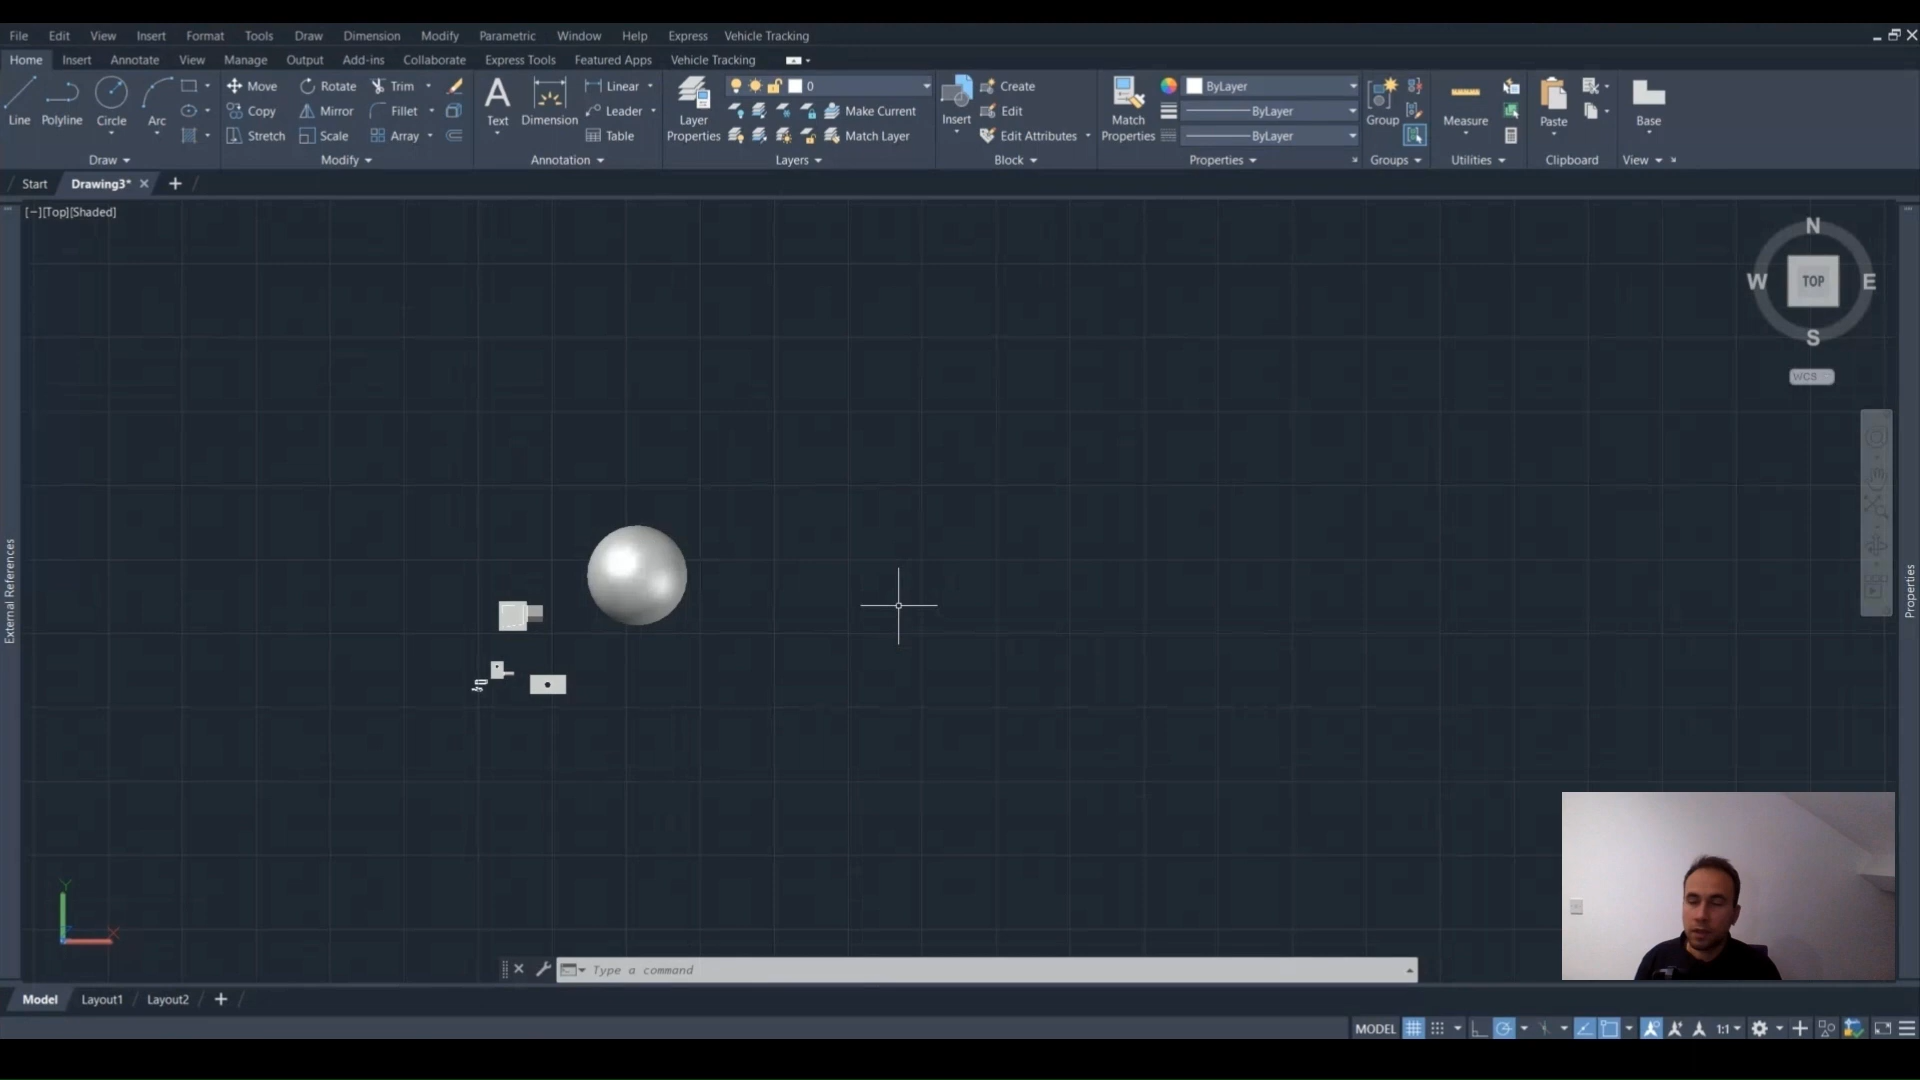 File Edit View Insert Format Tools Draw Dimension Modify Parametric Window Help Express Vehicle Tracking
Home Insert Annotate View Manage Output Add-ins Collaborate Express Tools Featured Apps Vehicle Tracking
Line Polyline Circle Arc
Move Rotate Trim
Copy Mirror Fillet
Stretch Scale Array
Text Dimension
Linear
Leader
Table
Layer Properties
0
Make Current
Match Layer
Insert
Create
Edit
Edit Attributes
Match Properties
ByLayer
ByLayer
ByLayer
Group
Measure
Paste
Base
Draw Modify Annotation Layers Block Properties Groups Utilities Clipboard View
Start Drawing3*
[−][Top][Shaded]
N
W TOP E
S
WCS
External References
Properties
Y
X
Type a command
Model Layout1 Layout2
MODEL 1:1